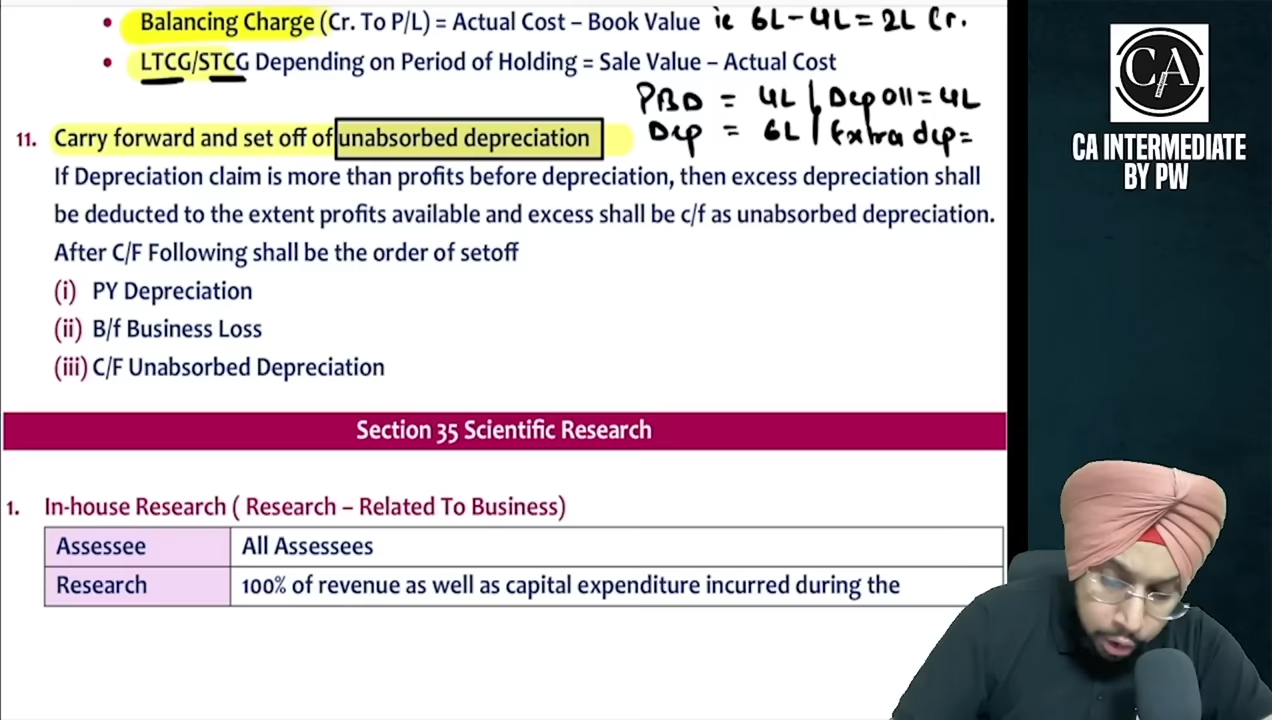 • Balancing Charge (Cr. To P/L) = Actual Cost – Book Value ie 6L - 4L = 2L Cr.
• LTCG/STCG Depending on Period of Holding = Sale Value – Actual Cost
PBD = 4L | Dep all = 4L
11. Carry forward and set off of unabsorbed depreciation Dep = 6L | Extra dep =
If Depreciation claim is more than profits before depreciation, then excess depreciation shall
be deducted to the extent profits available and excess shall be c/f as unabsorbed depreciation.
After C/F Following shall be the order of setoff
(i) PY Depreciation
(ii) B/f Business Loss
(iii) C/F Unabsorbed Depreciation
Section 35 Scientific Research
1. In-house Research ( Research – Related To Business)
Assessee All Assessees
Research 100% of revenue as well as capital expenditure incurred during the
CA
CA INTERMEDIATE
BY PW